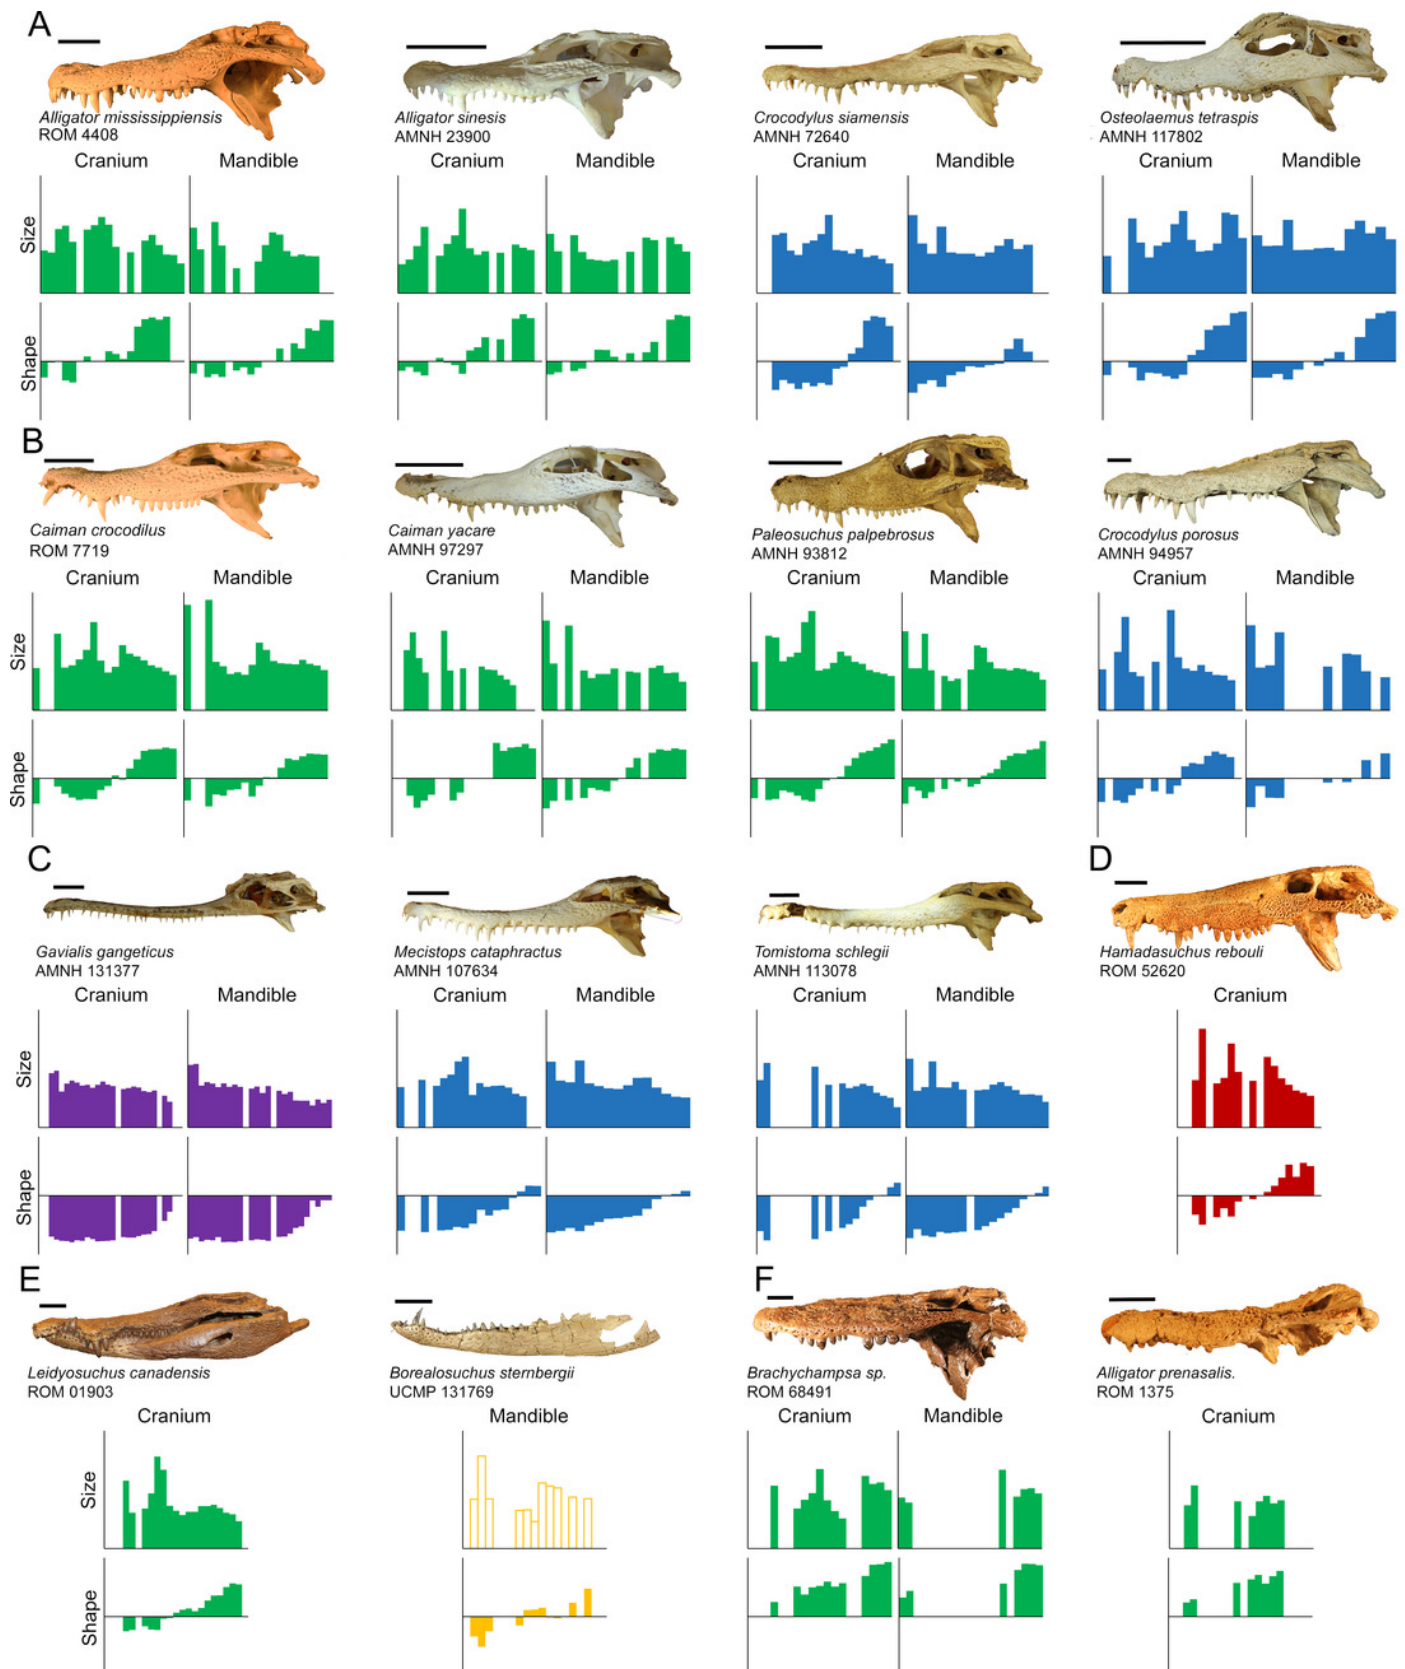 A
Alligator mississippiensis
ROM 4408
Alligator sinesis
AMNH 23900
Crocodylus siamensis
AMNH 72640
Osteolaemus tetraspis
AMNH 117802
Cranium Mandible
Cranium Mandible
Cranium Mandible
Cranium Mandible
Size
Shape
B
Caiman crocodilus
ROM 7719
Caiman yacare
AMNH 97297
Paleosuchus palpebrosus
AMNH 93812
Crocodylus porosus
AMNH 94957
Cranium Mandible
Cranium Mandible
Cranium Mandible
Cranium Mandible
Size
Shape
C
Gavialis gangeticus
AMNH 131377
Mecistops cataphractus
AMNH 107634
Tomistoma schlegii
AMNH 113078
D
Hamadasuchus rebouli
ROM 52620
Cranium Mandible
Cranium Mandible
Cranium Mandible
Cranium
Size
Shape
E
Leidyosuchus canadensis
ROM 01903
Borealosuchus sternbergii
UCMP 131769
F
Brachychampsa sp.
ROM 68491
Alligator prenasalis.
ROM 1375
Cranium
Mandible
Cranium Mandible
Cranium
Size
Shape